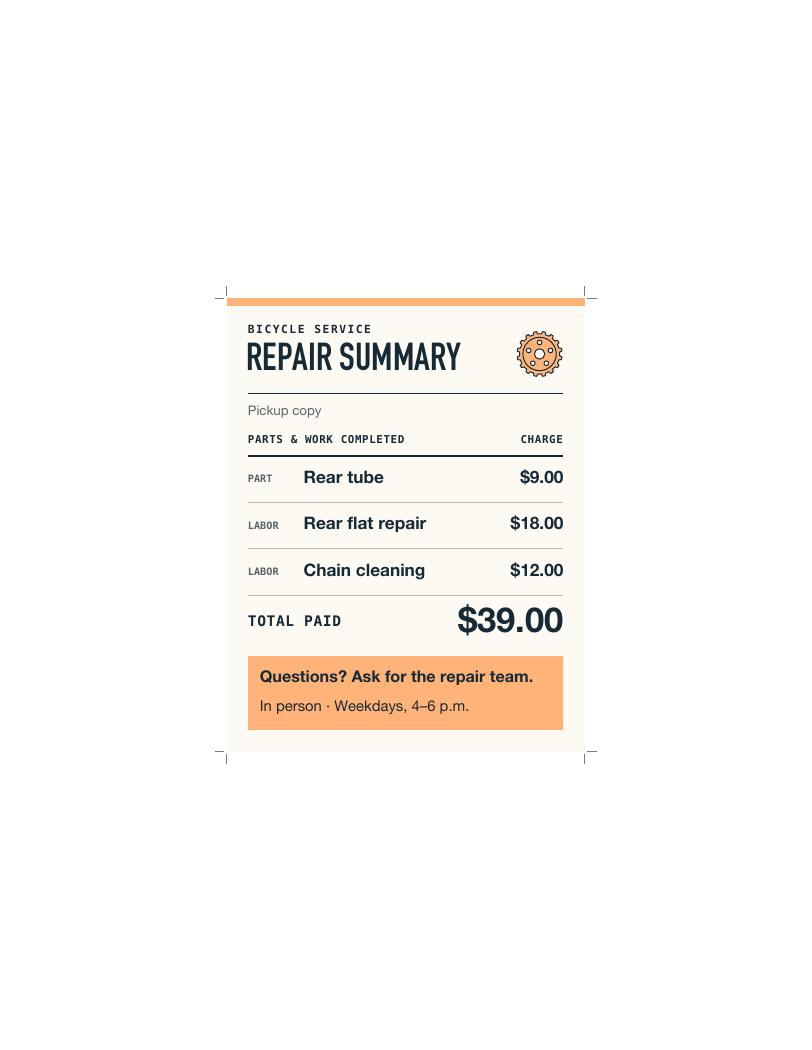 BICYCLE SERVICE
REPAIR SUMMARY
Pickup copy
PARTS & WORK COMPLETED CHARGE
PART Rear tube $9.00
LABOR Rear flat repair $18.00
LABOR Chain cleaning $12.00
TOTAL PAID $39.00
Questions? Ask for the repair team.
In person · Weekdays, 4–6 p.m.